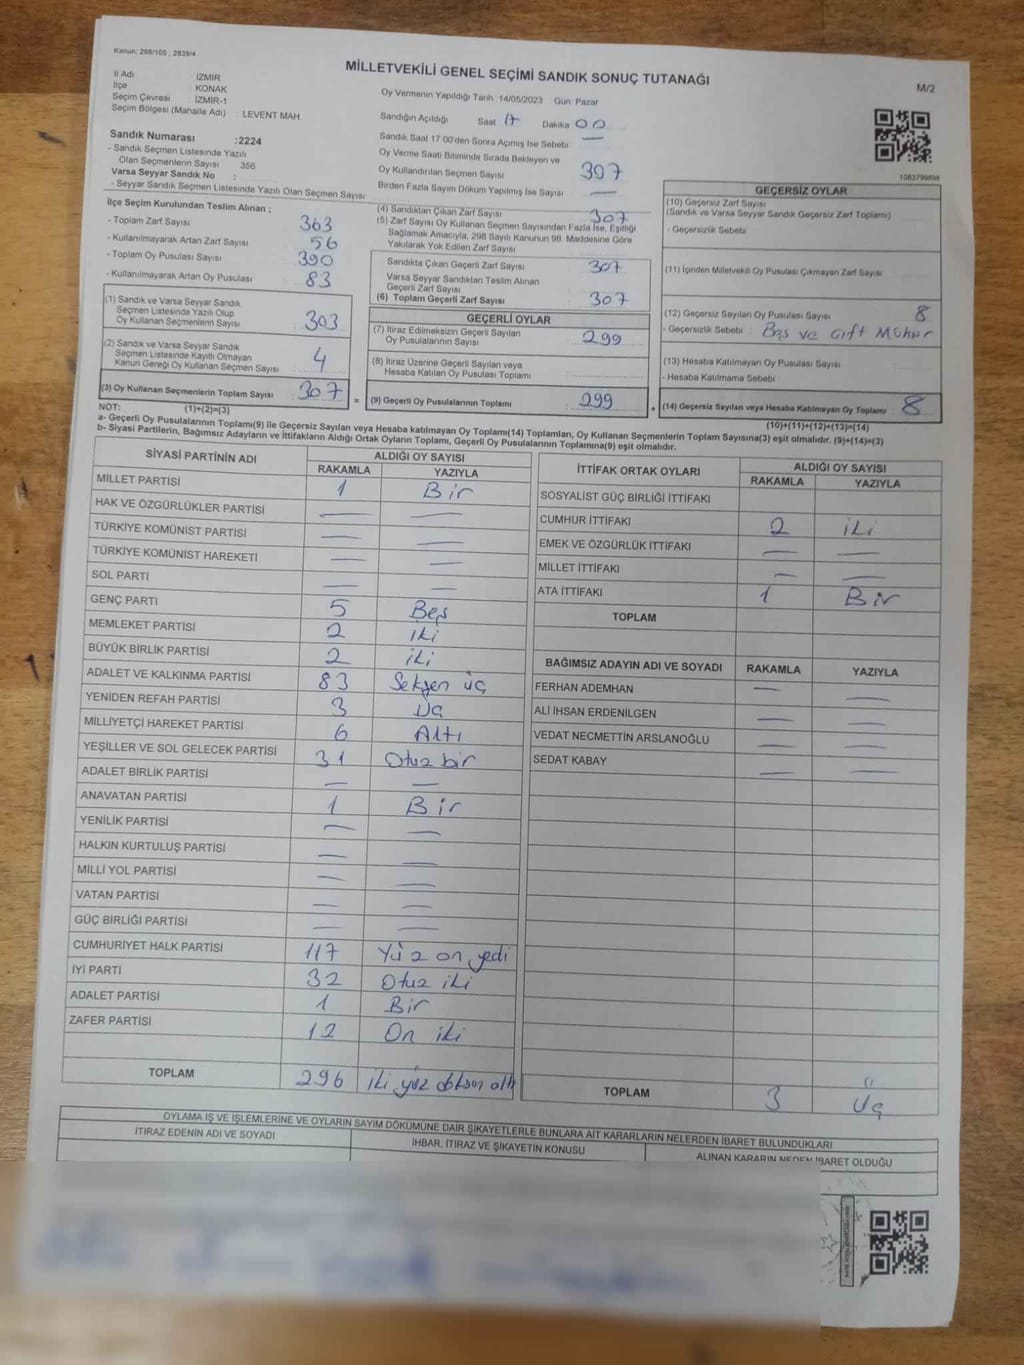 Kanun: 298/105 , 2839/4
MİLLETVEKİLİ GENEL SEÇİMİ SANDIK SONUÇ TUTANAĞI
M/2
İl Adı İZMİR
İlçe KONAK
Seçim Çevresi İZMİR-1
Seçim Bölgesi (Mahalle Adı) LEVENT MAH.
Sandık Numarası :2224
- Sandık Seçmen Listesinde Yazılı
Olan Seçmenlerin Sayısı 356
Varsa Seyyar Sandık No :
- Seyyar Sandık Seçmen Listesinde Yazılı Olan Seçmen Sayısı:
Oy Vermenin Yapıldığı Tarih :14/05/2023 Gün: Pazar
Sandığın Açıldığı Saat 17 Dakika 00
Sandık Saat 17:00'den Sonra Açılmış İse Sebebi —
Oy Verme Saati Bitiminde Sırada Bekleyen ve
Oy Kullandırılan Seçmen Sayısı 307
Birden Fazla Sayım Döküm Yapılmış İse Sayısı —
1083799898
İlçe Seçim Kurulundan Teslim Alınan :
- Toplam Zarf Sayısı 363
- Kullanılmayarak Artan Zarf Sayısı 56
- Toplam Oy Pusulası Sayısı 390
- Kullanılmayarak Artan Oy Pusulası 83
(1) Sandık ve Varsa Seyyar Sandık
Seçmen Listesinde Yazılı Olup
Oy Kullanan Seçmenlerin Sayısı 303
(2) Sandık ve Varsa Seyyar Sandık
Seçmen Listesinde Kayıtlı Olmayan
Kanun Gereği Oy Kullanan Seçmen Sayısı 4
(3) Oy Kullanan Seçmenlerin Toplam Sayısı 307 =
(4) Sandıktan Çıkan Zarf Sayısı 307
(5) Zarf Sayısı Oy Kullanan Seçmen Sayısından Fazla İse, Eşitliği
Sağlamak Amacıyla, 298 Sayılı Kanunun 98. Maddesine Göre
Yakılarak Yok Edilen Zarf Sayısı
Sandıkta Çıkan Geçerli Zarf Sayısı 307
Varsa Seyyar Sandıktan Teslim Alınan
Geçerli Zarf Sayısı
(6) Toplam Geçerli Zarf Sayısı 307
GEÇERLİ OYLAR
(7) İtiraz Edilmeksizin Geçerli Sayılan
Oy Pusulalarının Sayısı 299
(8) İtiraz Üzerine Geçerli Sayılan veya
Hesaba Katılan Oy Pusulası Toplamı
(9) Geçerli Oy Pusulalarının Toplamı 299 +
GEÇERSİZ OYLAR
(10) Geçersiz Zarf Sayısı
(Sandık ve Varsa Seyyar Sandık Geçersiz Zarf Toplamı)
- Geçersizlik Sebebi
(11) İçinden Milletvekili Oy Pusulası Çıkmayan Zarf Sayısı
(12) Geçersiz Sayılan Oy Pusulası Sayısı 8
- Geçersizlik Sebebi Boş ve Çift Mühür
(13) Hesaba Katılmayan Oy Pusulası Sayısı
- Hesaba Katılmama Sebebi
(14) Geçersiz Sayılan veya Hesaba Katılmayan Oy Toplamı 8
(10)+(11)+(12)+(13)=(14)
NOT: (1)+(2)=(3)
a- Geçerli Oy Pusulalarının Toplamı(9) ile Geçersiz Sayılan veya Hesaba katılmayan Oy Toplamı(14) Toplamları, Oy Kullanan Seçmenlerin Toplam Sayısına(3) eşit olmalıdır. (9)+(14)=(3)
b- Siyasi Partilerin, Bağımsız Adayların ve İttifakların Aldığı Ortak Oyların Toplamı, Geçerli Oy Pusulalarının Toplamına(9) eşit olmalıdır.
SİYASİ PARTİNİN ADI ALDIĞI OY SAYISI
RAKAMLA YAZIYLA
MİLLET PARTİSİ 1 Bir
HAK VE ÖZGÜRLÜKLER PARTİSİ — —
TÜRKİYE KOMÜNİST PARTİSİ — —
TÜRKİYE KOMÜNİST HAREKETİ — —
SOL PARTİ — —
GENÇ PARTİ 5 Beş
MEMLEKET PARTİSİ 2 iki
BÜYÜK BİRLİK PARTİSİ 2 iki
ADALET VE KALKINMA PARTİSİ 83 Seksen üç
YENİDEN REFAH PARTİSİ 3 Üç
MİLLİYETÇİ HAREKET PARTİSİ 6 Altı
YEŞİLLER VE SOL GELECEK PARTİSİ 31 Otuz bir
ADALET BİRLİK PARTİSİ — —
ANAVATAN PARTİSİ 1 Bir
YENİLİK PARTİSİ — —
HALKIN KURTULUŞ PARTİSİ — —
MİLLİ YOL PARTİSİ — —
VATAN PARTİSİ — —
GÜÇ BİRLİĞİ PARTİSİ — —
CUMHURİYET HALK PARTİSİ 117 Yüz on yedi
İYİ PARTİ 32 Otuz iki
ADALET PARTİSİ 1 Bir
ZAFER PARTİSİ 12 On iki
TOPLAM 296 iki yüz doksan altı
İTTİFAK ORTAK OYLARI ALDIĞI OY SAYISI
RAKAMLA YAZIYLA
SOSYALİST GÜÇ BİRLİĞİ İTTİFAKI
CUMHUR İTTİFAKI 2 iki
EMEK VE ÖZGÜRLÜK İTTİFAKI — —
MİLLET İTTİFAKI — —
ATA İTTİFAKI 1 Bir
TOPLAM
BAĞIMSIZ ADAYIN ADI VE SOYADI RAKAMLA YAZIYLA
FERHAN ADEMHAN — —
ALİ İHSAN ERDENİLGEN — —
VEDAT NECMETTİN ARSLANOĞLU — —
SEDAT KABAY — —
TOPLAM 3 Üç
OYLAMA İŞ VE İŞLEMLERİNE VE OYLARIN SAYIM DÖKÜMÜNE DAİR ŞİKAYETLERLE BUNLARA AİT KARARLARIN NELERDEN İBARET BULUNDUKLARI
İTİRAZ EDENİN ADI VE SOYADI İHBAR, İTİRAZ VE ŞİKAYETİN KONUSU ALINAN KARARIN NEDEN İBARET OLDUĞU